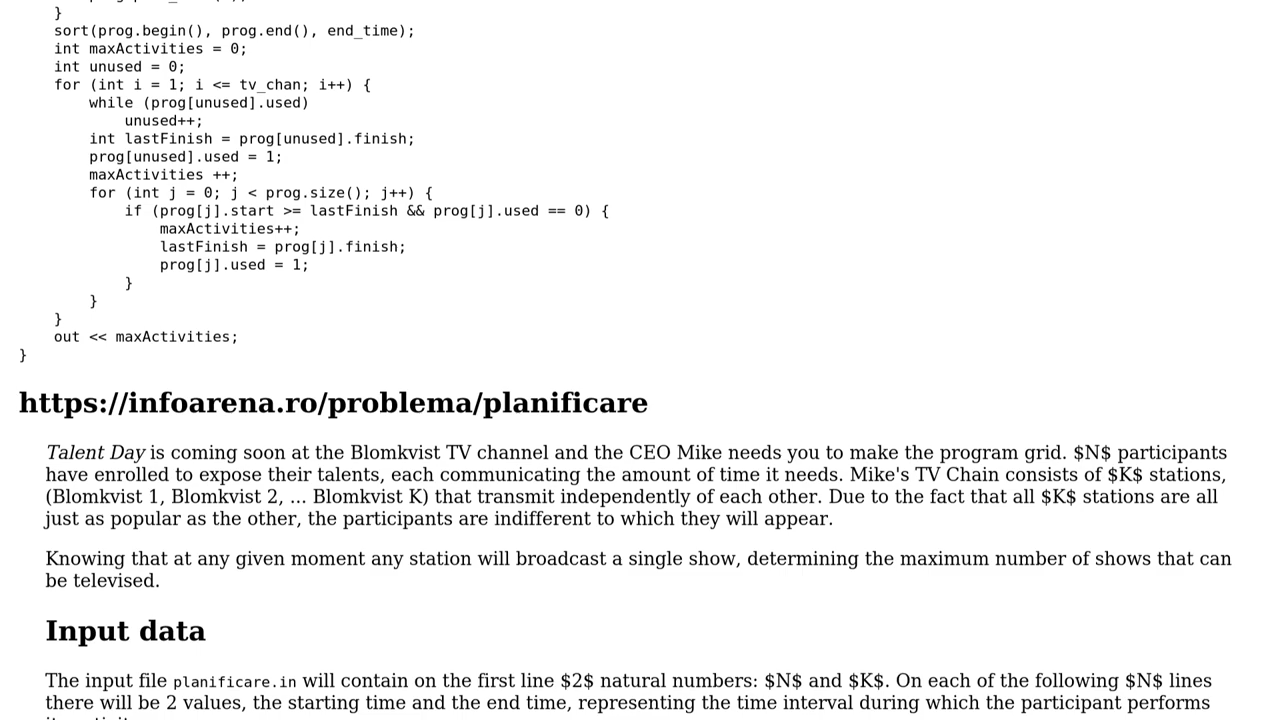 }
sort(prog.begin(), prog.end(), end_time);
int maxActivities = 0;
int unused = 0;
for (int i = 1; i <= tv_chan; i++) {
while (prog[unused].used)
unused++;
int lastFinish = prog[unused].finish;
prog[unused].used = 1;
maxActivities ++;
for (int j = 0; j < prog.size(); j++) {
if (prog[j].start >= lastFinish && prog[j].used == 0) {
maxActivities++;
lastFinish = prog[j].finish;
prog[j].used = 1;
}
}
}
out << maxActivities;
}
https://infoarena.ro/problema/planificare
Talent Day is coming soon at the Blomkvist TV channel and the CEO Mike needs you to make the program grid. $N$ participants
have enrolled to expose their talents, each communicating the amount of time it needs. Mike's TV Chain consists of $K$ stations,
(Blomkvist 1, Blomkvist 2, ... Blomkvist K) that transmit independently of each other. Due to the fact that all $K$ stations are all
just as popular as the other, the participants are indifferent to which they will appear.
Knowing that at any given moment any station will broadcast a single show, determining the maximum number of shows that can
be televised.
Input data
The input file planificare.in will contain on the first line $2$ natural numbers: $N$ and $K$. On each of the following $N$ lines
there will be 2 values, the starting time and the end time, representing the time interval during which the participant performs